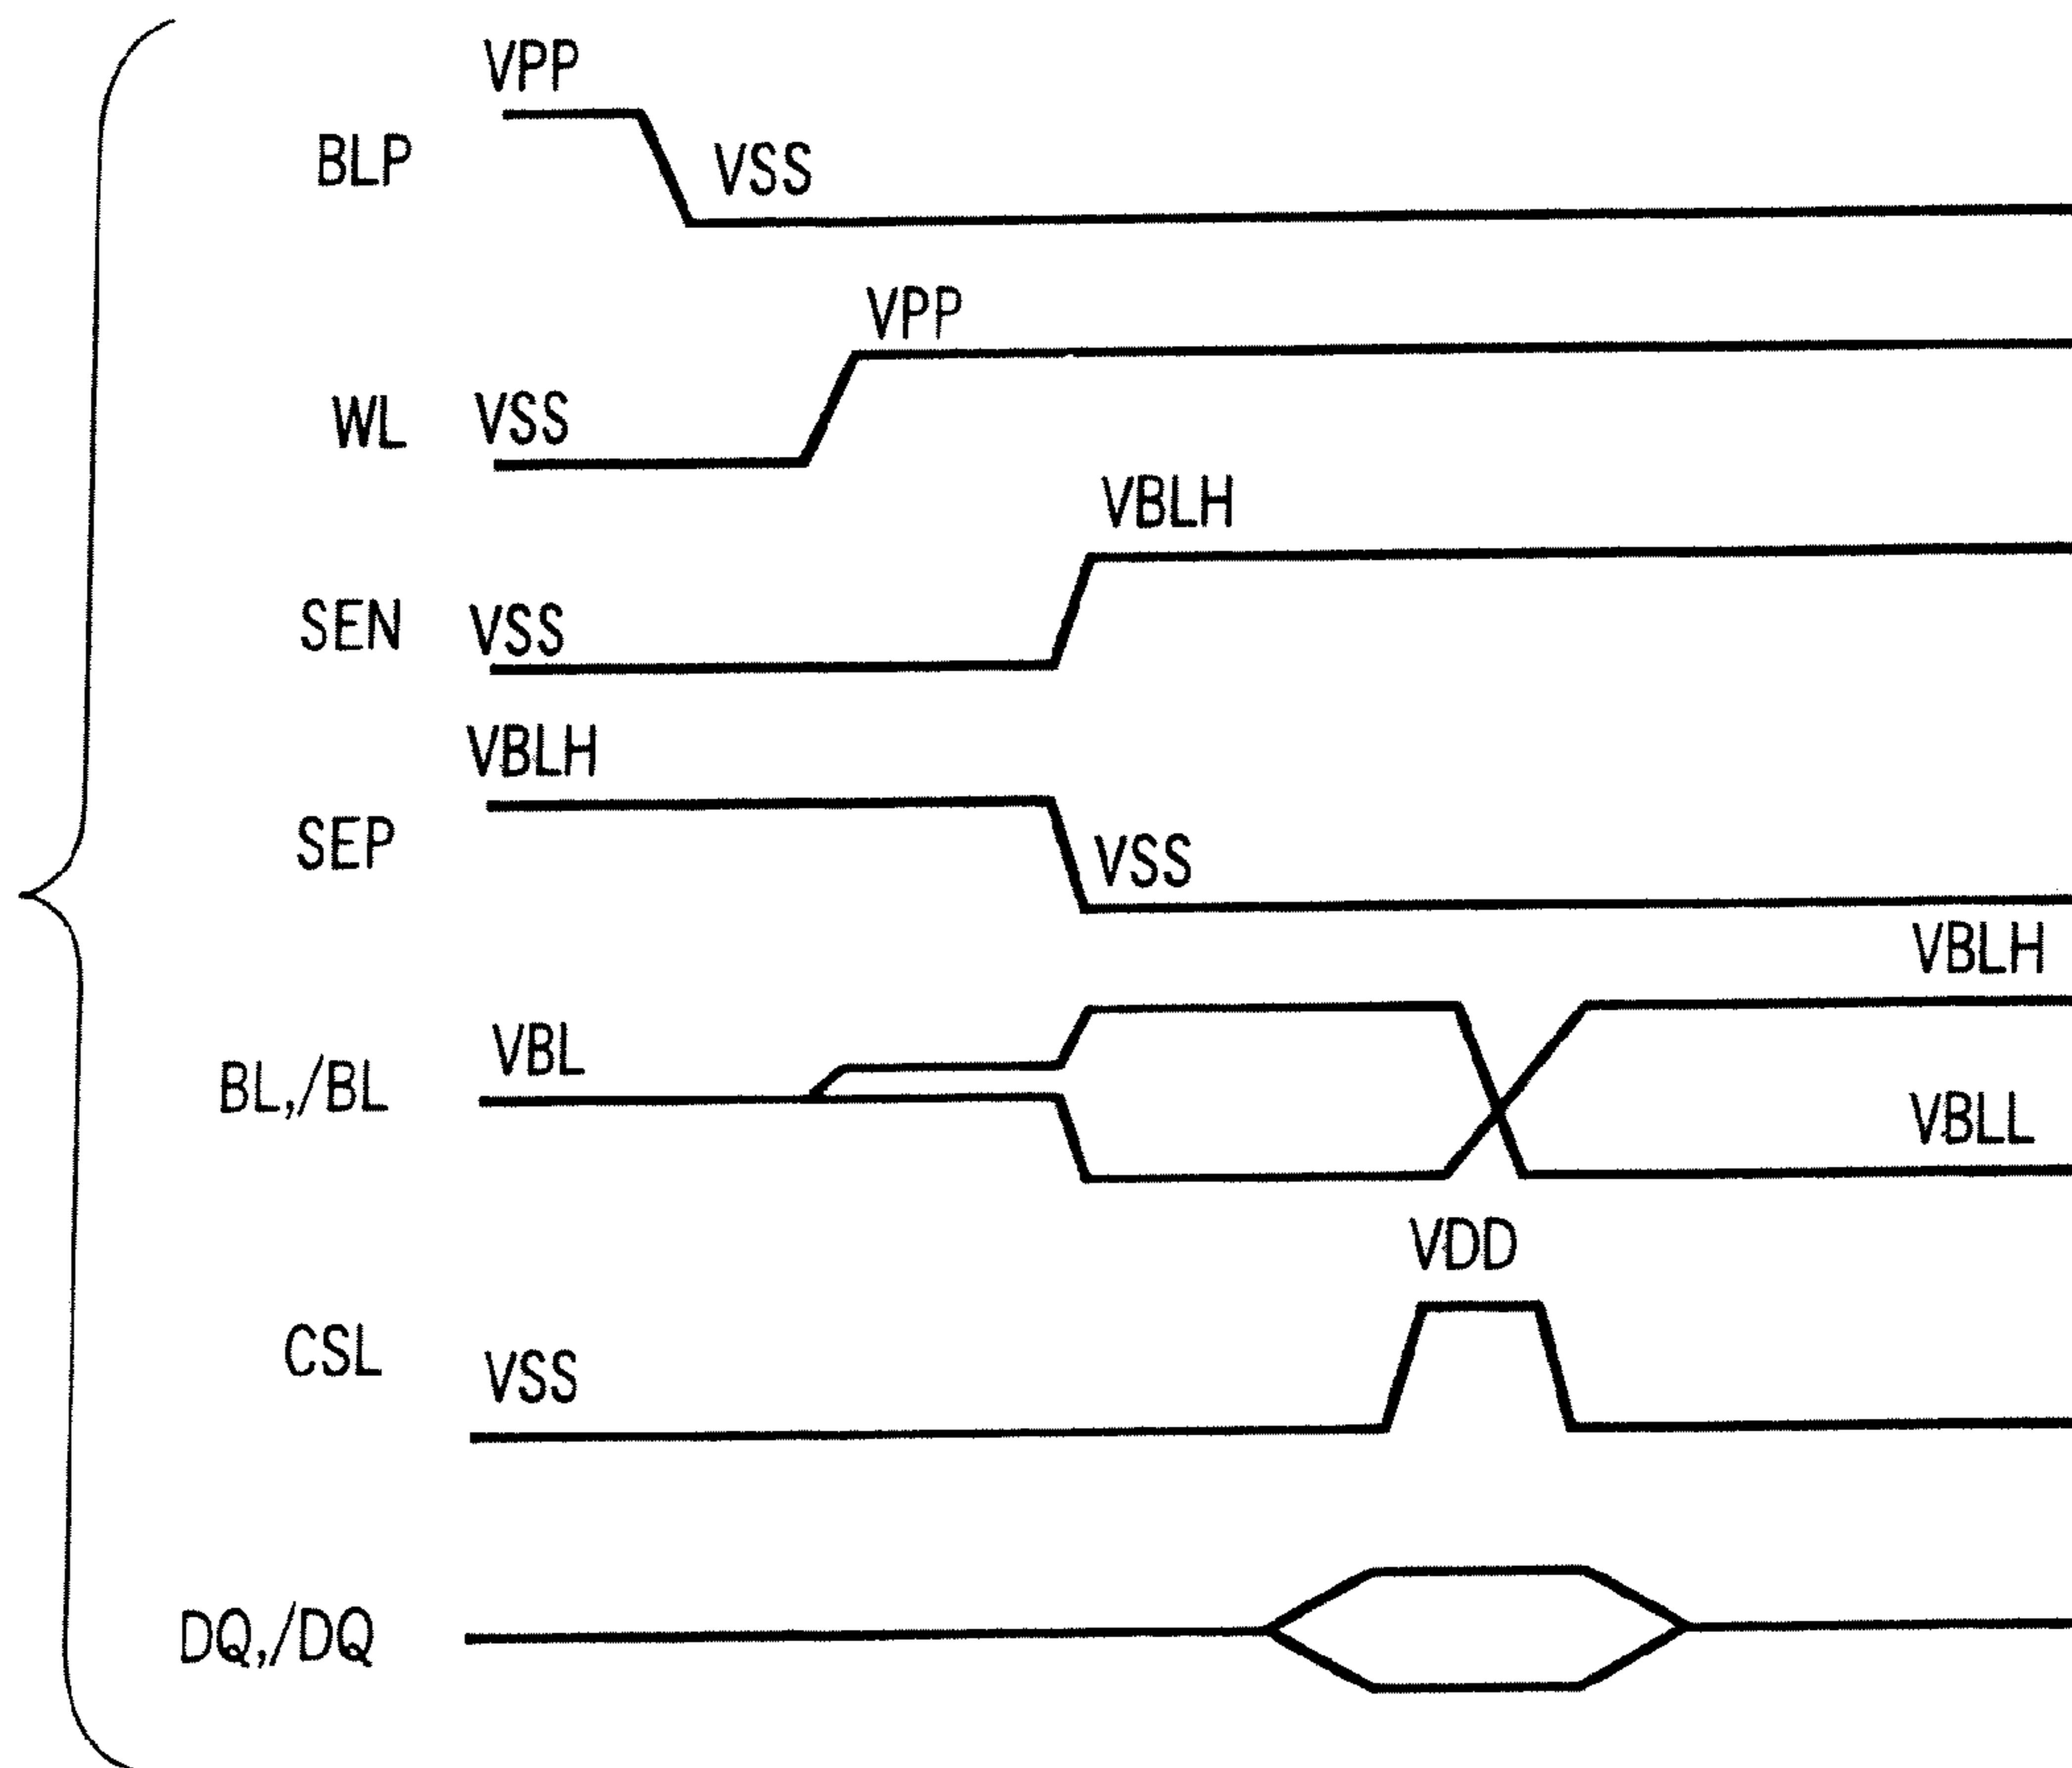 VPP
BLP VSS
VPP
WL VSS
VBLH
SEN VSS
VBLH
SEP VSS
VBLH
BL,/BL VBL
VBLL
VDD
CSL VSS
DQ,/DQ